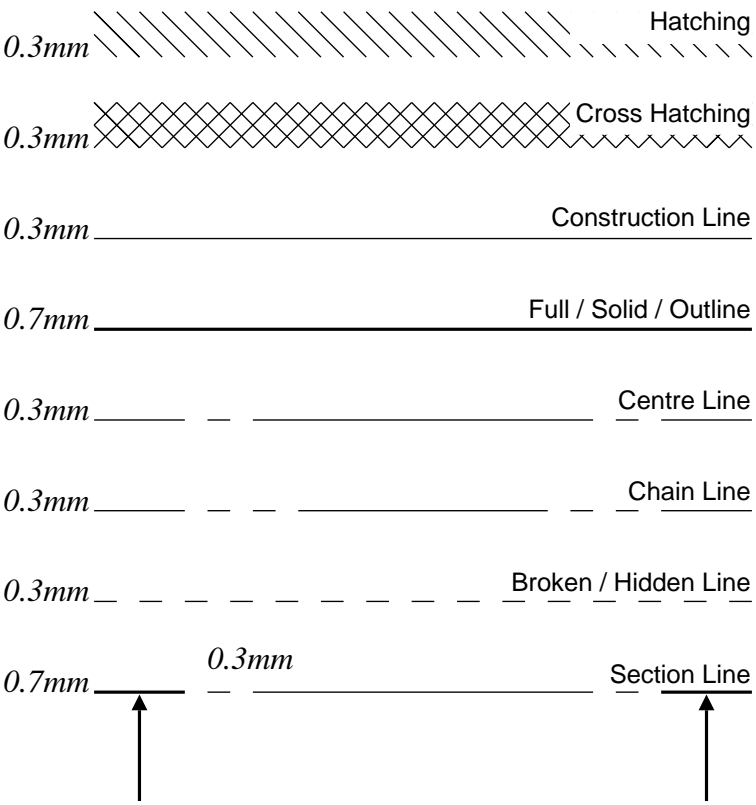 Hatching
0.3mm
Cross Hatching
0.3mm
Construction Line
0.3mm
Full / Solid / Outline
0.7mm
Centre Line
0.3mm
Chain Line
0.3mm
Broken / Hidden Line
0.3mm
0.3mm
Section Line
0.7mm